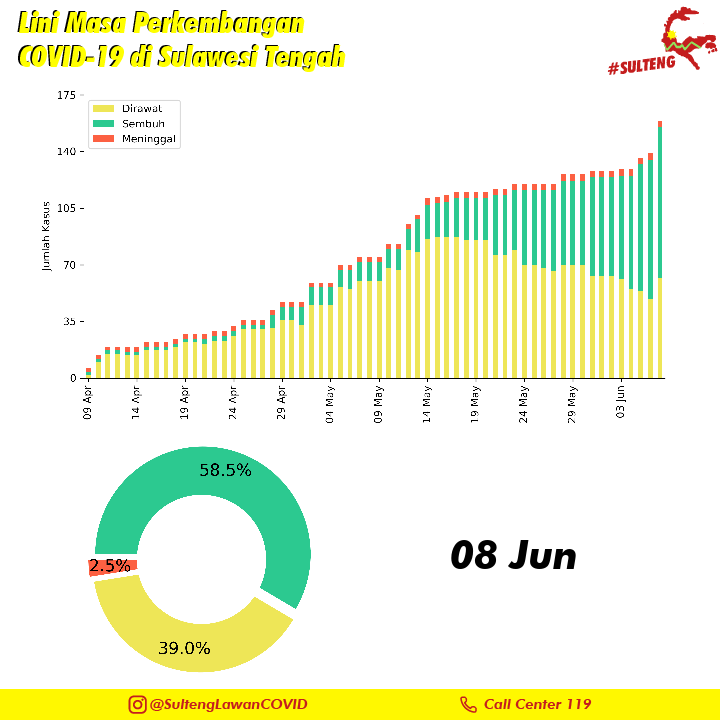 Lini Masa Perkembangan
COVID-19 di Sulawesi Tengah
#SULTENG
175
140
105
70
35
0
Jumlah Kasus
Dirawat
Sembuh
Meninggal
09 Apr
14 Apr
19 Apr
24 Apr
29 Apr
04 May
09 May
14 May
19 May
24 May
29 May
03 Jun
58.5%
2.5%
39.0%
08 Jun
@SultengLawanCOVID
Call Center 119